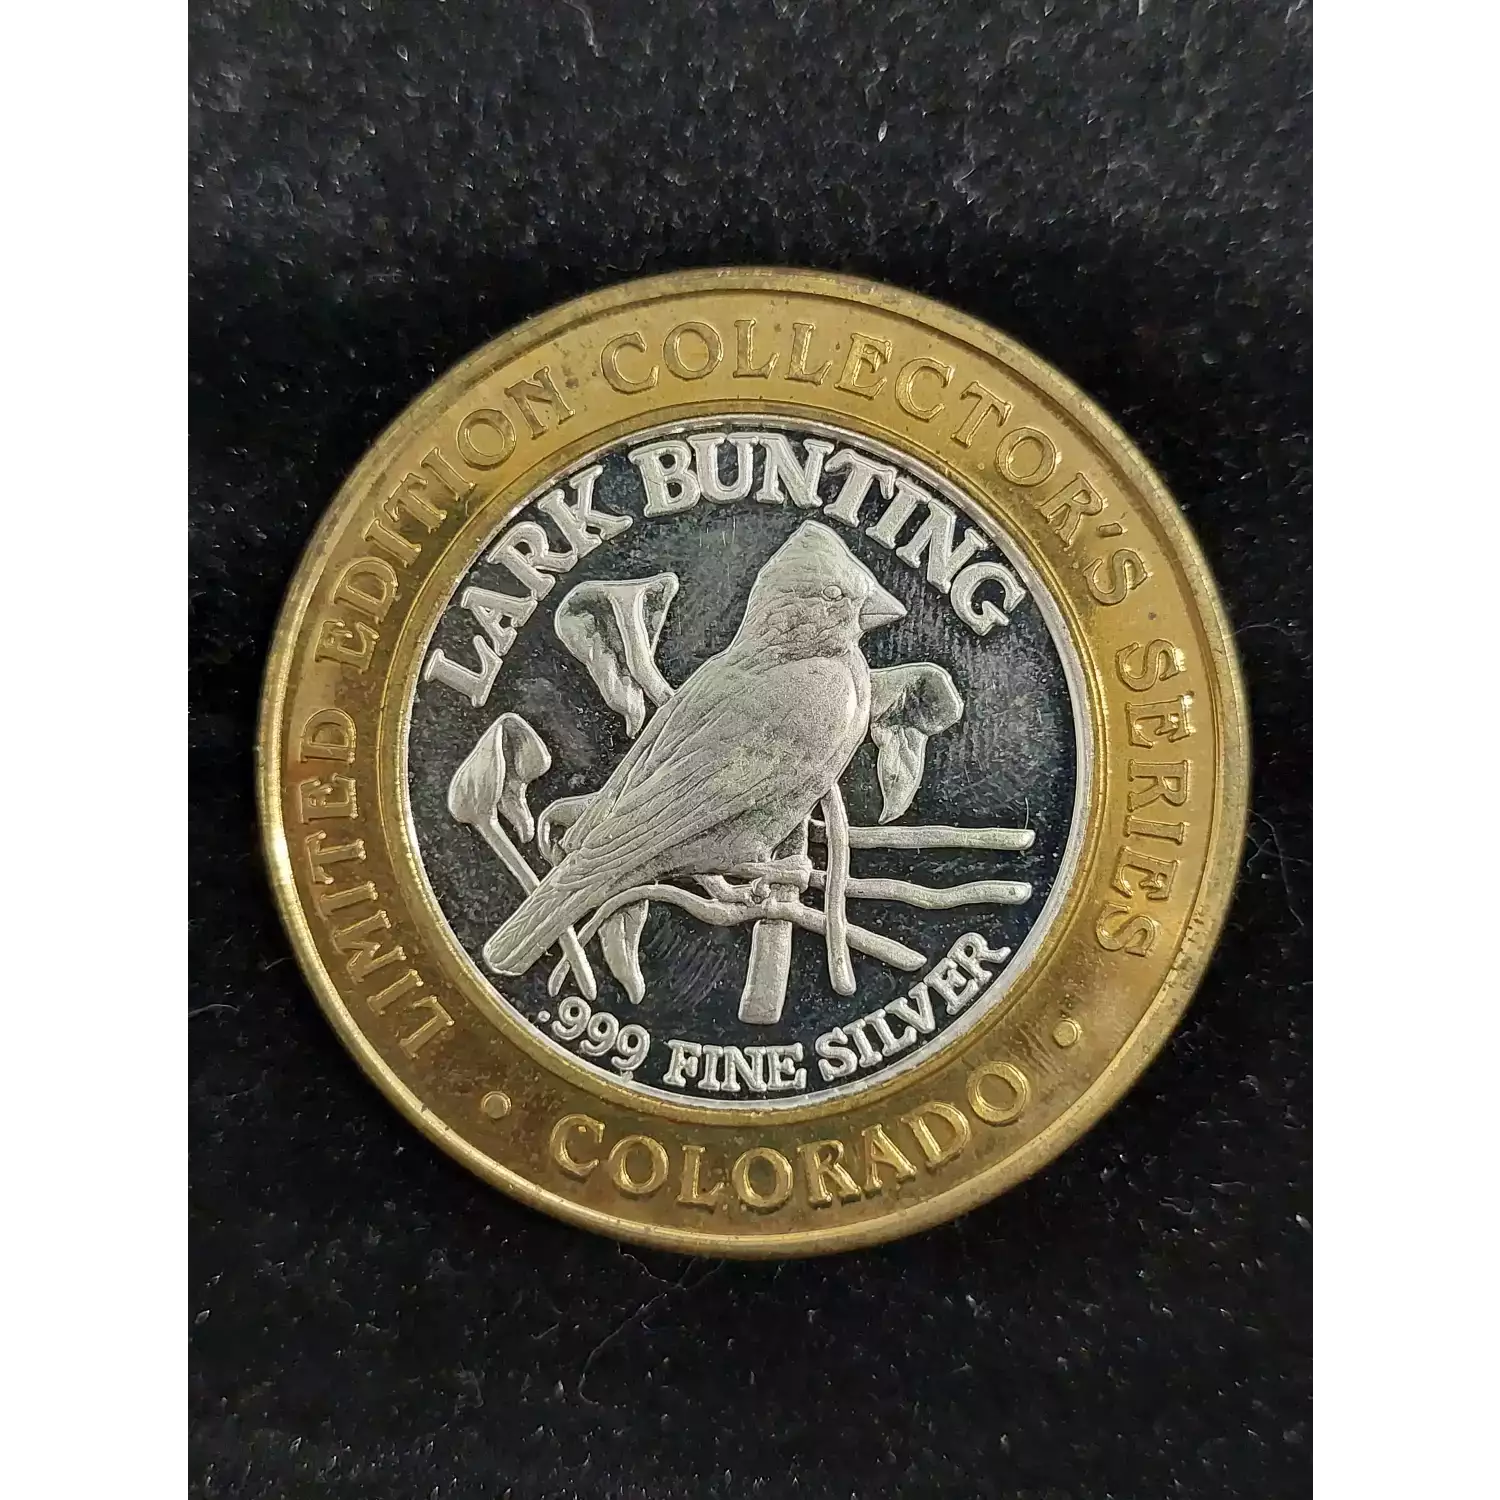 LIMITED EDITION COLLECTOR'S SERIES
LARK BUNTING
.999 FINE SILVER
• COLORADO •